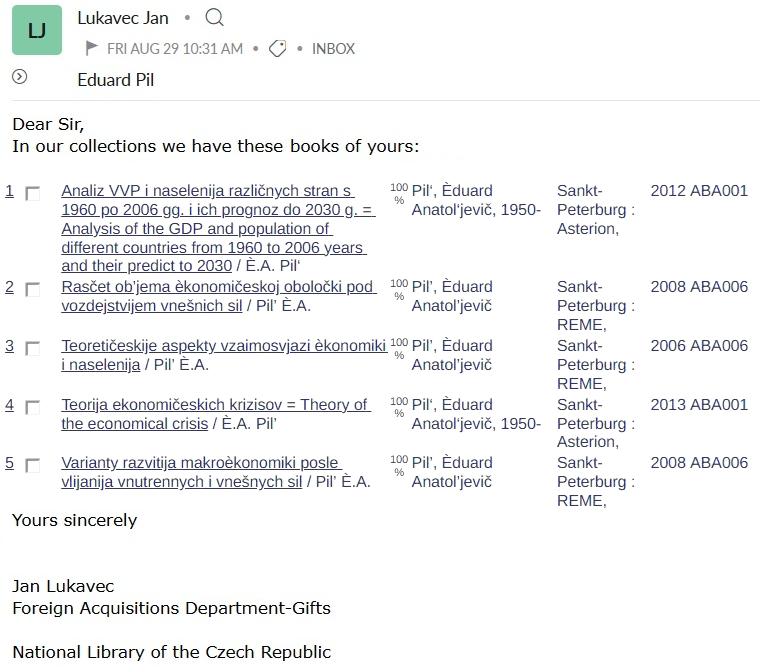 LJ
Lukavec Jan •
FRI AUG 29 10:31 AM • • INBOX
Eduard Pil
Dear Sir,
In our collections we have these books of yours:
1 Analiz VVP i naselenija različnych stran s 100 Pil‘, Èduard Sankt- 2012 ABA001
1960 po 2006 gg. i ich prognoz do 2030 g. = % Anatol‘jevič, 1950- Peterburg :
Analysis of the GDP and population of Asterion,
different countries from 1960 to 2006 years
and their predict to 2030 / È.A. Pil‘
2 Rasčet ob’jema èkonomičeskoj oboločki pod 100 Pil’, Èduard Sankt- 2008 ABA006
vozdejstvijem vnešnich sil / Pil’ È.A. % Anatol’jevič Peterburg :
REME,
3 Teoretičeskije aspekty vzaimosvjazi èkonomiki 100 Pil’, Èduard Sankt- 2006 ABA006
i naselenija / Pil’ È.A. % Anatol’jevič Peterburg :
REME,
4 Teorija ekonomičeskich krizisov = Theory of 100 Pil‘, Èduard Sankt- 2013 ABA001
the economical crisis / È.A. Pil’ % Anatol‘jevič, 1950- Peterburg :
Asterion,
5 Varianty razvitija makroèkonomiki posle 100 Pil’, Èduard Sankt- 2008 ABA006
vlijanija vnutrennych i vnešnych sil / Pil’ È.A. % Anatol’jevič Peterburg :
REME,
Yours sincerely
Jan Lukavec
Foreign Acquisitions Department-Gifts
National Library of the Czech Republic